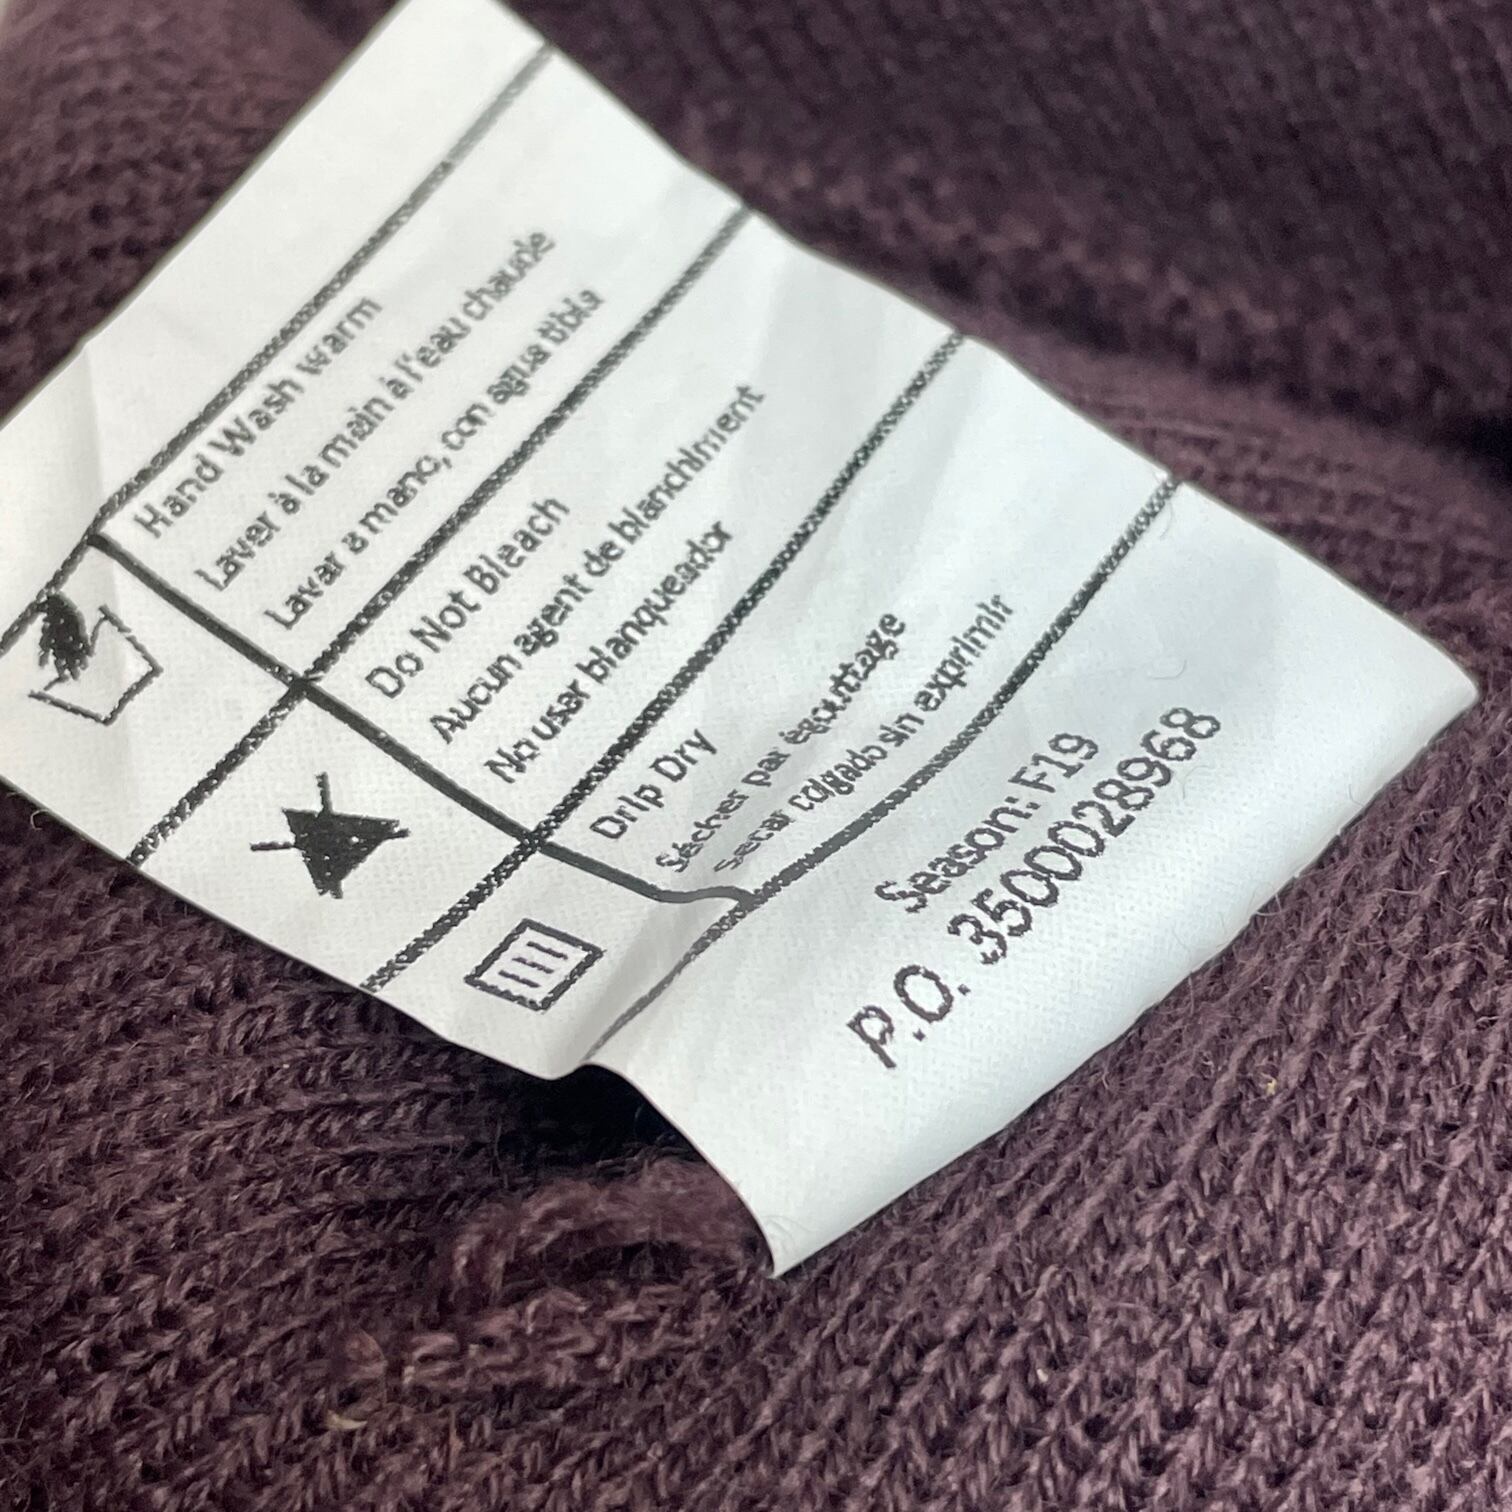 Hand Wash warm
Laver à la main à l'eau chaude
Lavar a mano, con agua tibia
Do Not Bleach
Aucun agent de blanchiment
No usar blanqueador
Drip Dry
Sécher par égouttage
Secar colgado sin exprimir
Season: F19
P.O. 3500028968